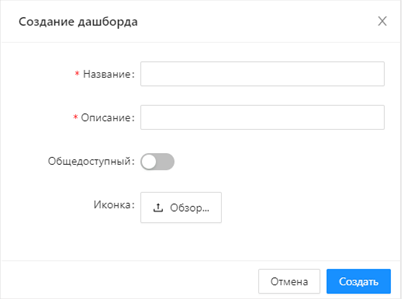 Создание дашборда
* Название:
* Описание:
Общедоступный:
Иконка:
Обзор...
Отмена
Создать